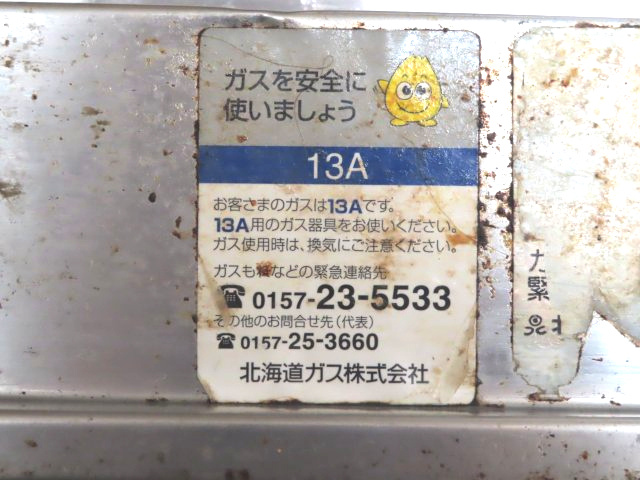 ガスを安全に
使いましょう
13A
お客さまのガスは13Aです。
13A用のガス器具をお使いください。
ガス使用時は、換気にご注意ください。
ガスもれなどの緊急連絡先
☎ 0157-23-5533
その他のお問合せ先（代表）
☎ 0157-25-3660
北海道ガス株式会社
緊